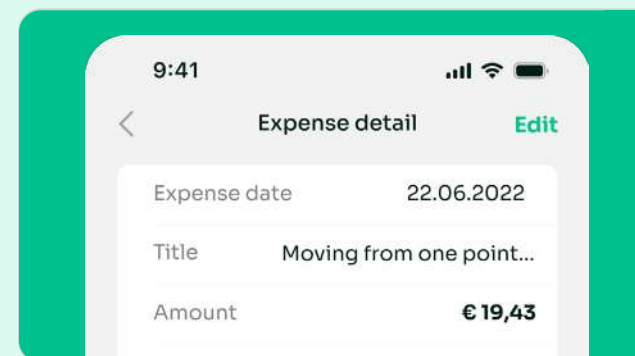 9:41
Expense detail Edit
Expense date 22.06.2022
Title Moving from one point...
Amount € 19,43